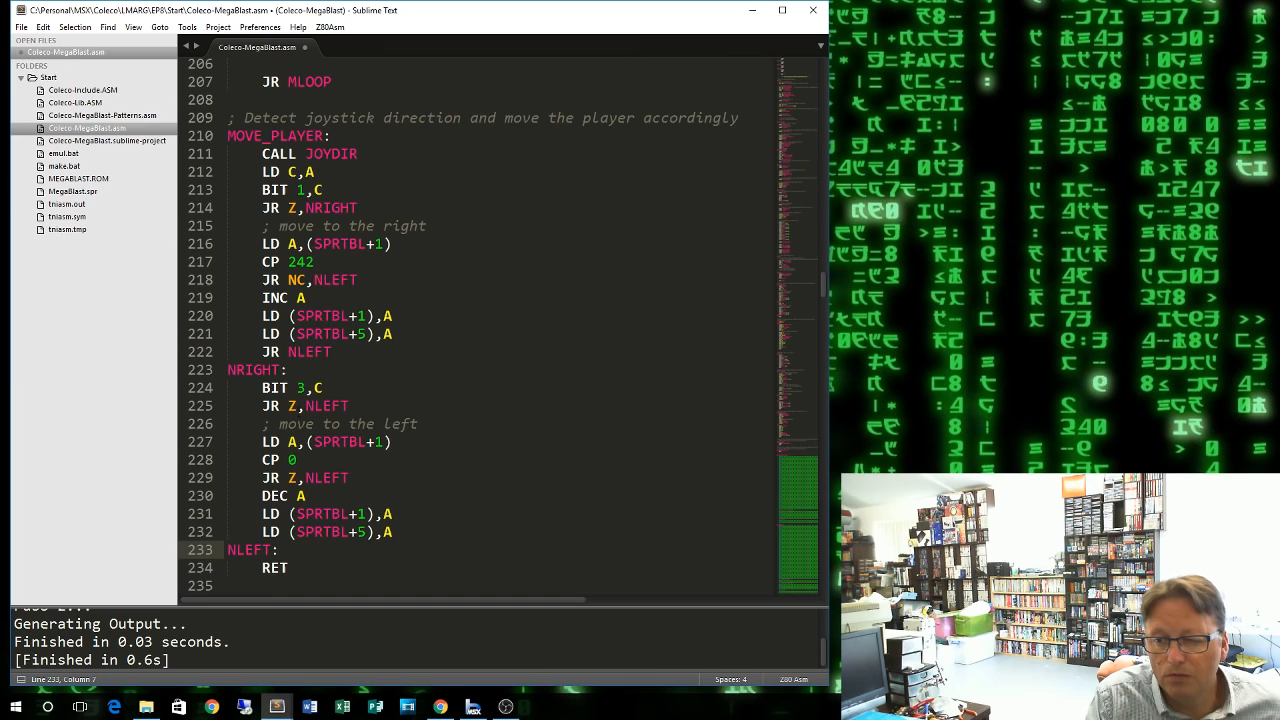 C:\Personal\MSX\Coleco\LMARG\EP8\Start\Coleco-MegaBlast.asm • (Coleco-MegaBlast) - Sublime Text
File Edit Selection Find View Goto Tools Project Preferences Help Z80Asm
OPEN FILES
Coleco-MegaBlast.asm
FOLDERS
Start
Coleco-Include.ASM
Coleco-Lib.ASM
Coleco-MegaBlast-Patterns.asm
Coleco-MegaBlast.asm
Coleco-MegaBlast.sublime-project
emu.bat
MEGABLAST.ROM
MegaBlast.spr
tniasm.exe
tniasm.sym
tniasm.tmp
Coleco-MegaBlast.asm
206
207 JR MLOOP
208
209 ; Detect joystick direction and move the player accordingly
210 MOVE_PLAYER:
211 CALL JOYDIR
212 LD C,A
213 BIT 1,C
214 JR Z,NRIGHT
215 ; move to the right
216 LD A,(SPRTBL+1)
217 CP 242
218 JR NC,NLEFT
219 INC A
220 LD (SPRTBL+1),A
221 LD (SPRTBL+5),A
222 JR NLEFT
223 NRIGHT:
224 BIT 3,C
225 JR Z,NLEFT
226 ; move to the left
227 LD A,(SPRTBL+1)
228 CP 0
229 JR Z,NLEFT
230 DEC A
231 LD (SPRTBL+1),A
232 LD (SPRTBL+5),A
233 NLEFT:
234 RET
235
Generating Output...
Finished in 0.03 seconds.
[Finished in 0.6s]
Line 233, Column 7
Spaces: 4
Z80 Asm